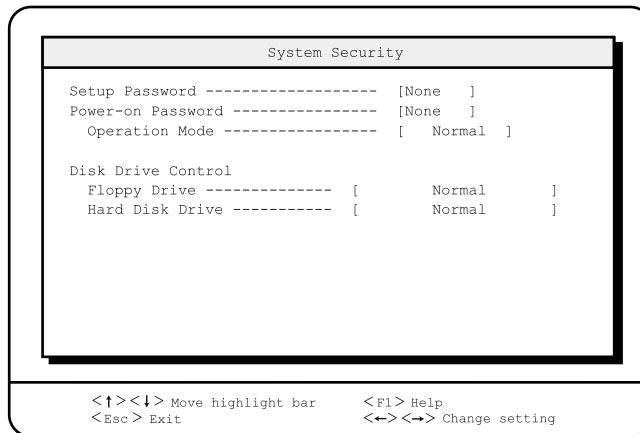 System Security
Setup Password ------------------- [None   ]
Power-on Password ---------------- [None   ]
  Operation Mode ----------------- [   Normal  ]
Disk Drive Control
  Floppy Drive -------------- [        Normal        ]
  Hard Disk Drive ----------- [        Normal        ]
<↑><↓> Move highlight bar     <F1> Help
<Esc> Exit                    <←><→> Change setting